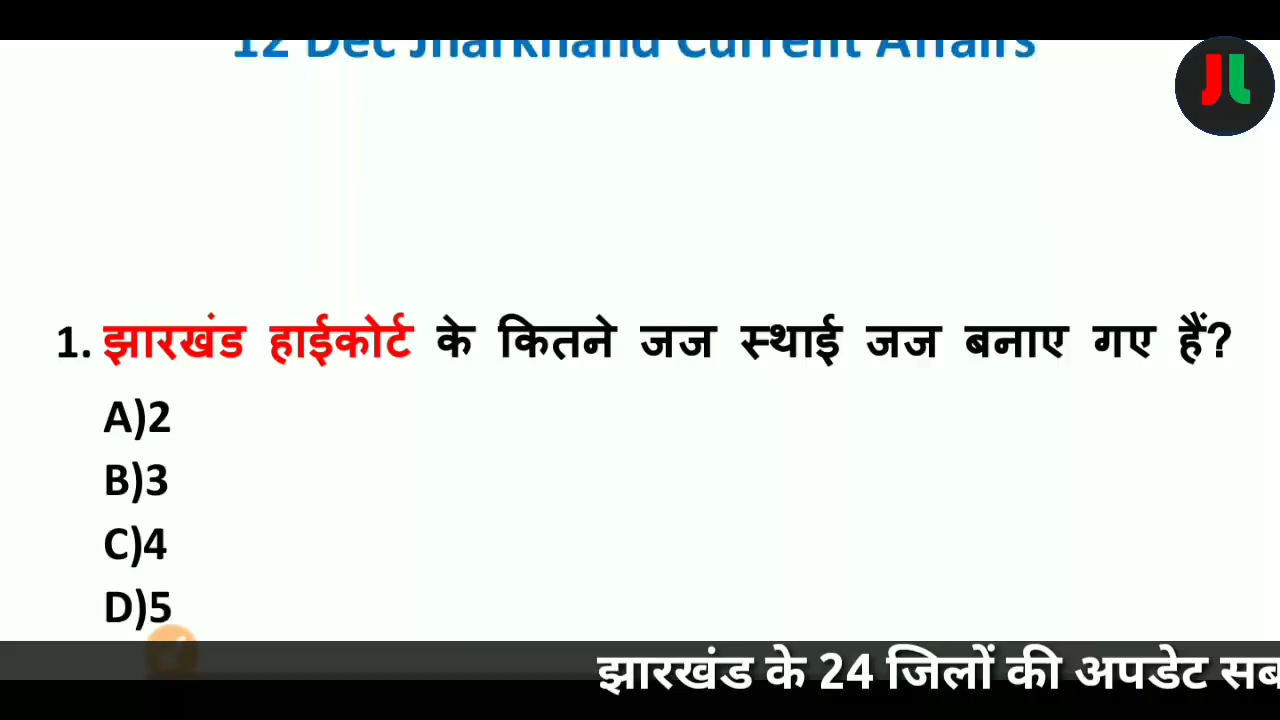 12 Dec Jharkhand Current Affairs
JL
1. झारखंड हाईकोर्ट के कितने जज स्थाई जज बनाए गए हैं?
A)2
B)3
C)4
D)5
झारखंड के 24 जिलों की अपडेट सब